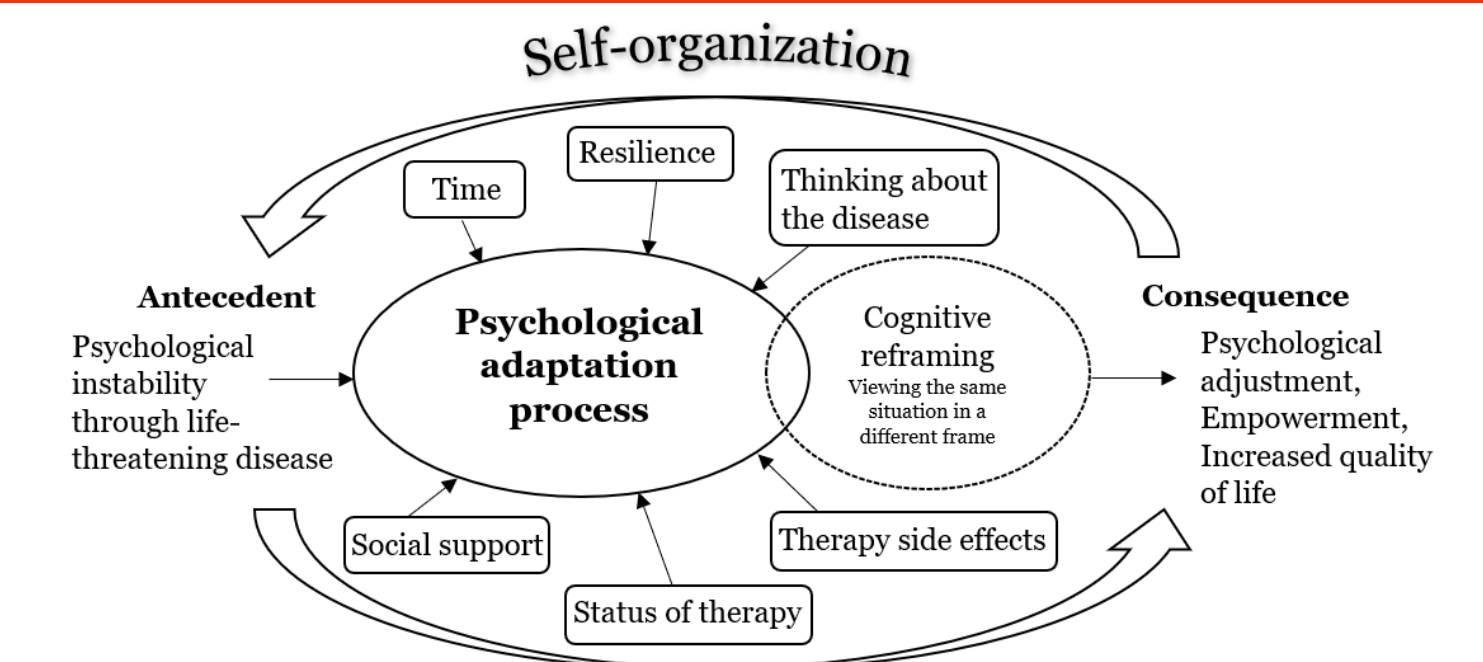 Self-organization
Resilience
Time
Thinking about
the disease
Antecedent
Psychological
instability
through life-
threatening disease
Psychological
adaptation
process
Cognitive
reframing
Viewing the same
situation in a
different frame
Consequence
Psychological
adjustment,
Empowerment,
Increased quality
of life
Social support
Status of therapy
Therapy side effects